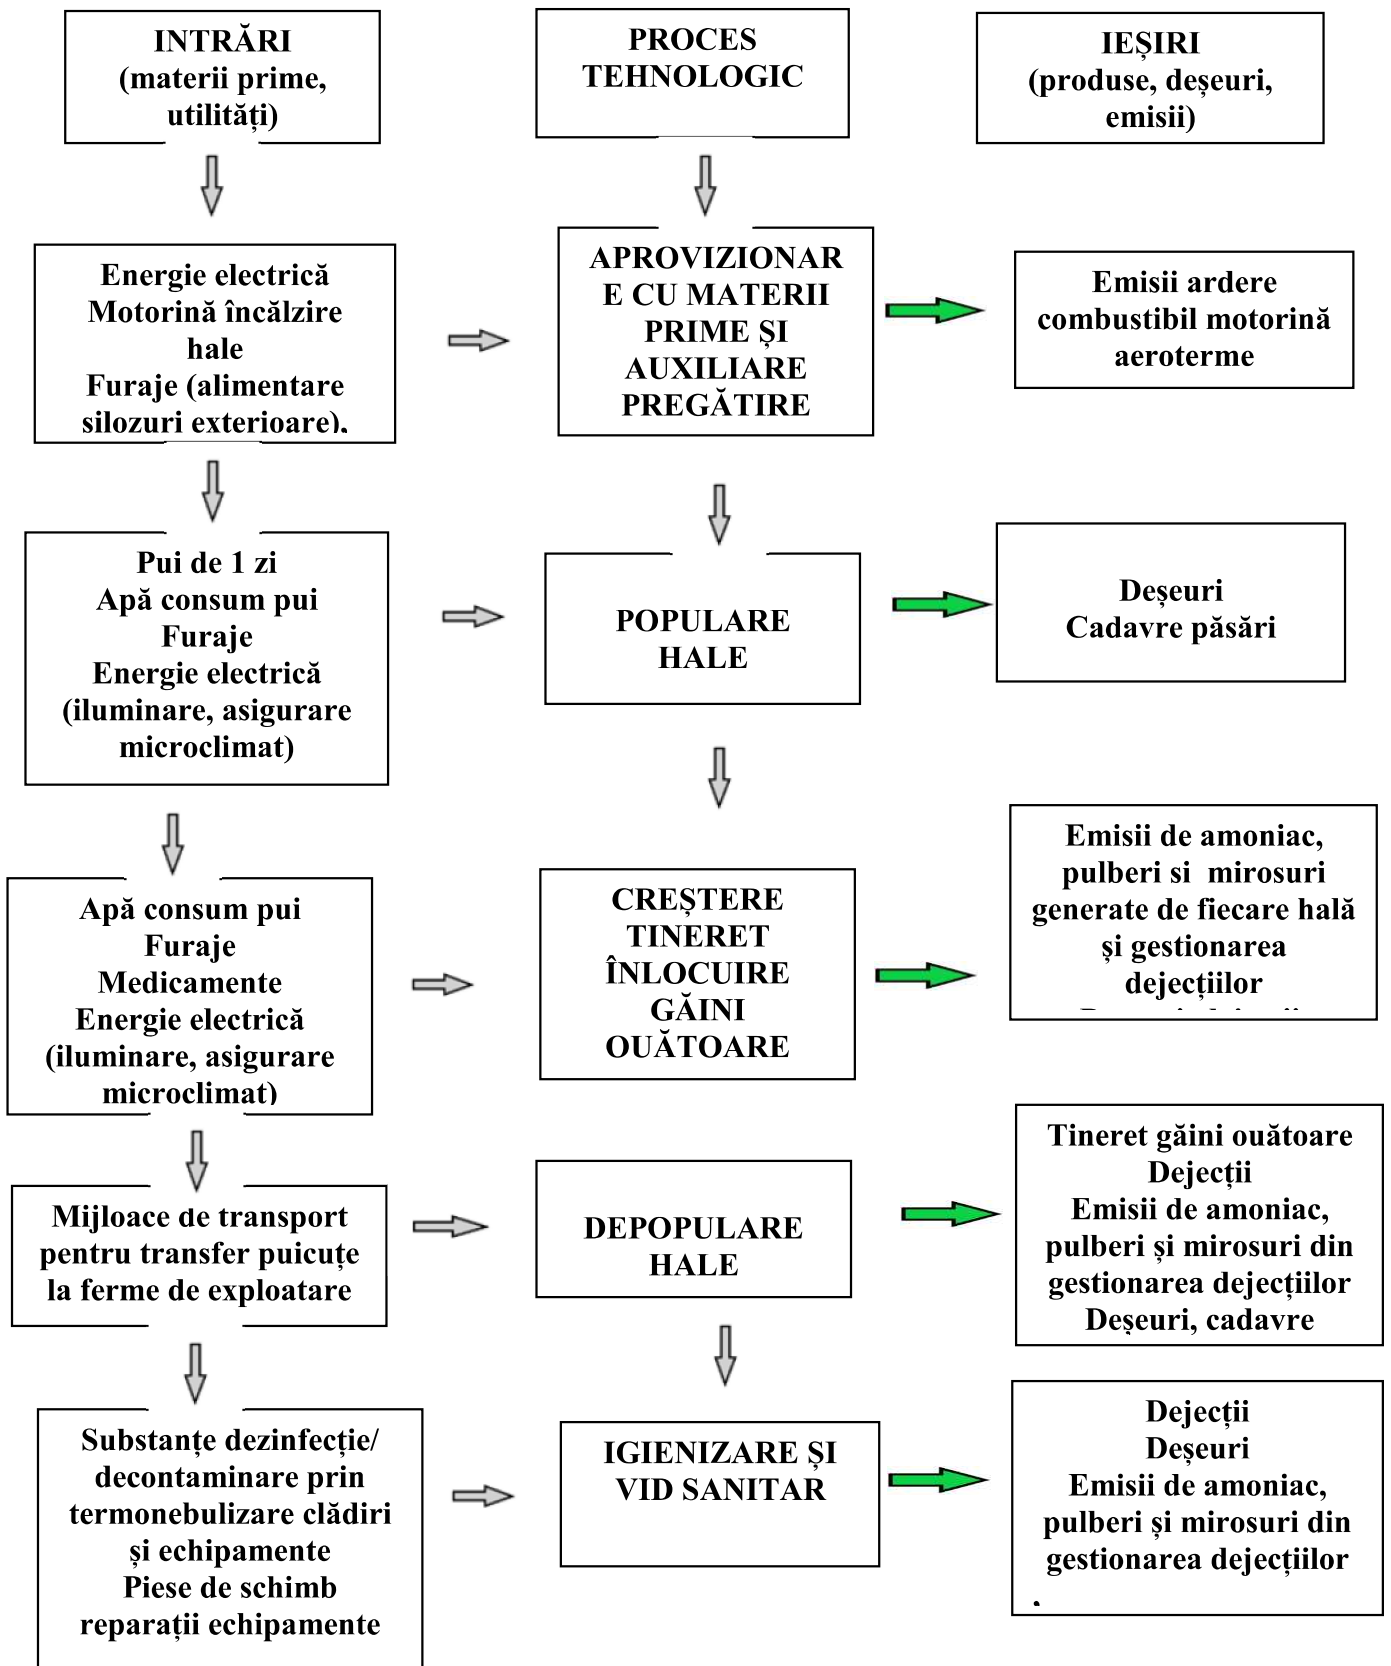 INTRĂRI
(materii prime,
utilități)
PROCES
TEHNOLOGIC
IEȘIRI
(produse, deșeuri,
emisii)
Energie electrică
Motorină încălzire
hale
Furaje (alimentare
silozuri exterioare),
APROVIZIONAR
E CU MATERII
PRIME ȘI
AUXILIARE
PREGĂTIRE
Emisii ardere
combustibil motorină
aeroterme
Pui de 1 zi
Apă consum pui
Furaje
Energie electrică
(iluminare, asigurare
microclimat)
POPULARE
HALE
Deșeuri
Cadavre păsări
Apă consum pui
Furaje
Medicamente
Energie electrică
(iluminare, asigurare
microclimat)
CREȘTERE
TINERET
ÎNLOCUIRE
GĂINI
OUĂTOARE
Emisii de amoniac,
pulberi si mirosuri
generate de fiecare hală
și gestionarea
dejecțiilor
Mijloace de transport
pentru transfer puicuțe
la ferme de exploatare
DEPOPULARE
HALE
Tineret găini ouătoare
Dejecții
Emisii de amoniac,
pulberi și mirosuri din
gestionarea dejecțiilor
Deșeuri, cadavre
Substanțe dezinfecție/
decontaminare prin
termonebulizare clădiri
și echipamente
Piese de schimb
reparații echipamente
IGIENIZARE ȘI
VID SANITAR
Dejecții
Deșeuri
Emisii de amoniac,
pulberi și mirosuri din
gestionarea dejecțiilor
,